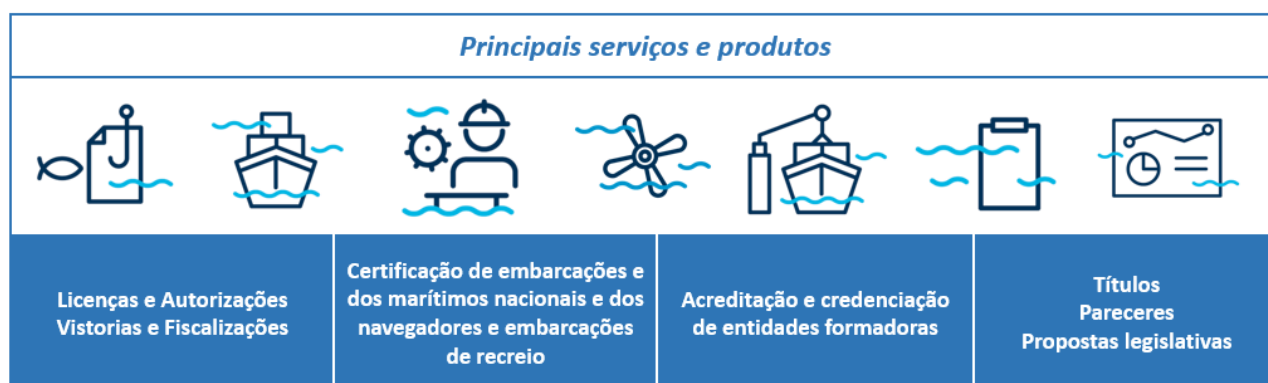 Principais serviços e produtos
Licenças e Autorizações
Vistorias e Fiscalizações
Certificação de embarcações e
dos marítimos nacionais e dos
navegadores e embarcações
de recreio
Acreditação e credenciação
de entidades formadoras
Títulos
Pareceres
Propostas legislativas